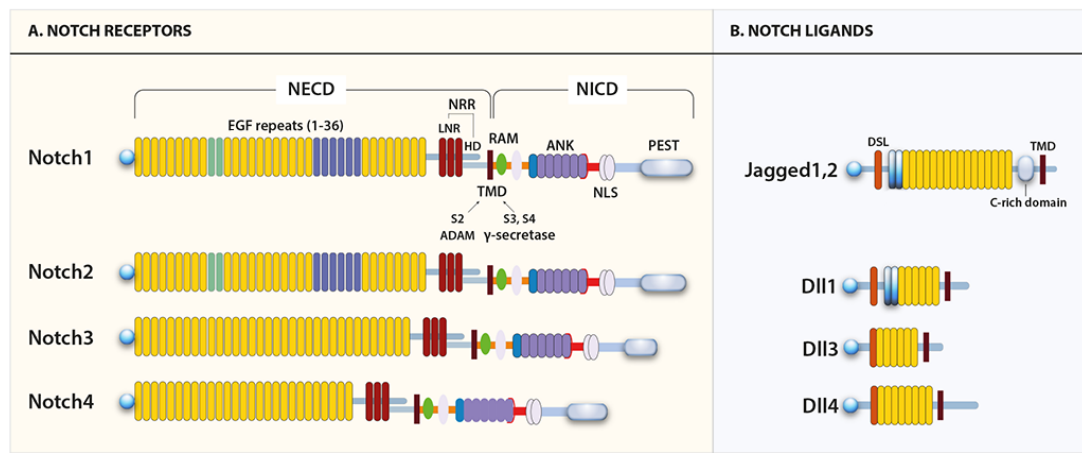 A. NOTCH RECEPTORS
B. NOTCH LIGANDS
NECD
NICD
NRR
EGF repeats (1-36)
LNR
HD
RAM
ANK
PEST
Notch1
TMD
NLS
S2
ADAM
S3, S4
γ-secretase
Notch2
Notch3
Notch4
DSL
TMD
Jagged1,2
C-rich domain
Dll1
Dll3
Dll4